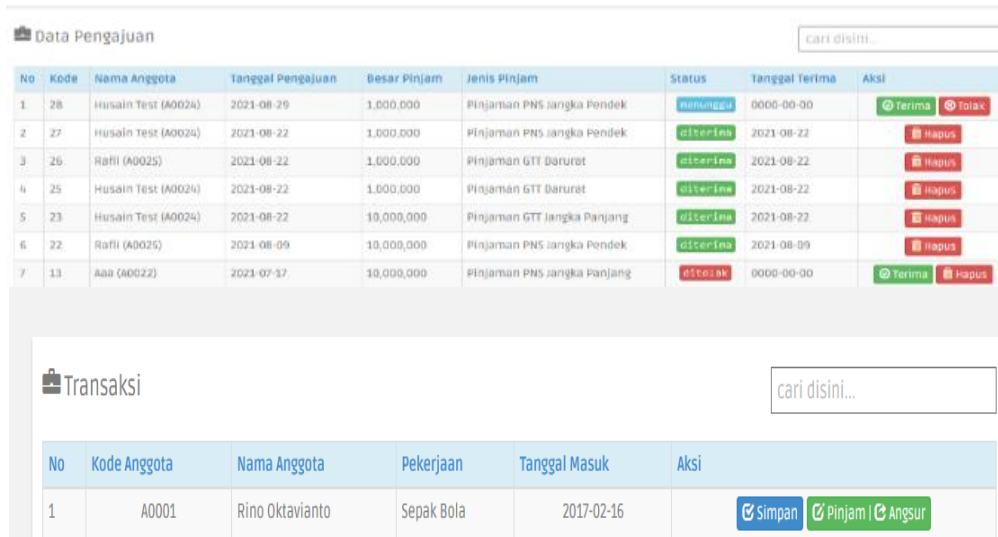 Data Pengajuan
cari disini...
No Kode Nama Anggota Tanggal Pengajuan Besar Pinjam Jenis Pinjam Status Tanggal Terima Aksi
1 28 Husain Test (A0024) 2021-08-29 1,000,000 Pinjaman PNS Jangka Pendek menunggu 0000-00-00 Terima Tolak
2 27 Husain Test (A0024) 2021-08-22 1,000,000 Pinjaman PNS Jangka Pendek diterima 2021-08-22 Hapus
3 26 Rafli (A0025) 2021-08-22 1,000,000 Pinjaman GTT Darurat diterima 2021-08-22 Hapus
4 25 Husain Test (A0024) 2021-08-22 1,000,000 Pinjaman GTT Darurat diterima 2021-08-22 Hapus
5 23 Husain Test (A0024) 2021-08-22 10,000,000 Pinjaman GTT Jangka Panjang diterima 2021-08-22 Hapus
6 22 Rafli (A0025) 2021-08-09 10,000,000 Pinjaman PNS Jangka Pendek diterima 2021-08-09 Hapus
7 13 Aaa (A0022) 2021-07-17 10,000,000 Pinjaman PNS Jangka Panjang ditolak 0000-00-00 Terima Hapus
Transaksi
cari disini...
No Kode Anggota Nama Anggota Pekerjaan Tanggal Masuk Aksi
1 A0001 Rino Oktavianto Sepak Bola 2017-02-16 Simpan Pinjam | Angsur